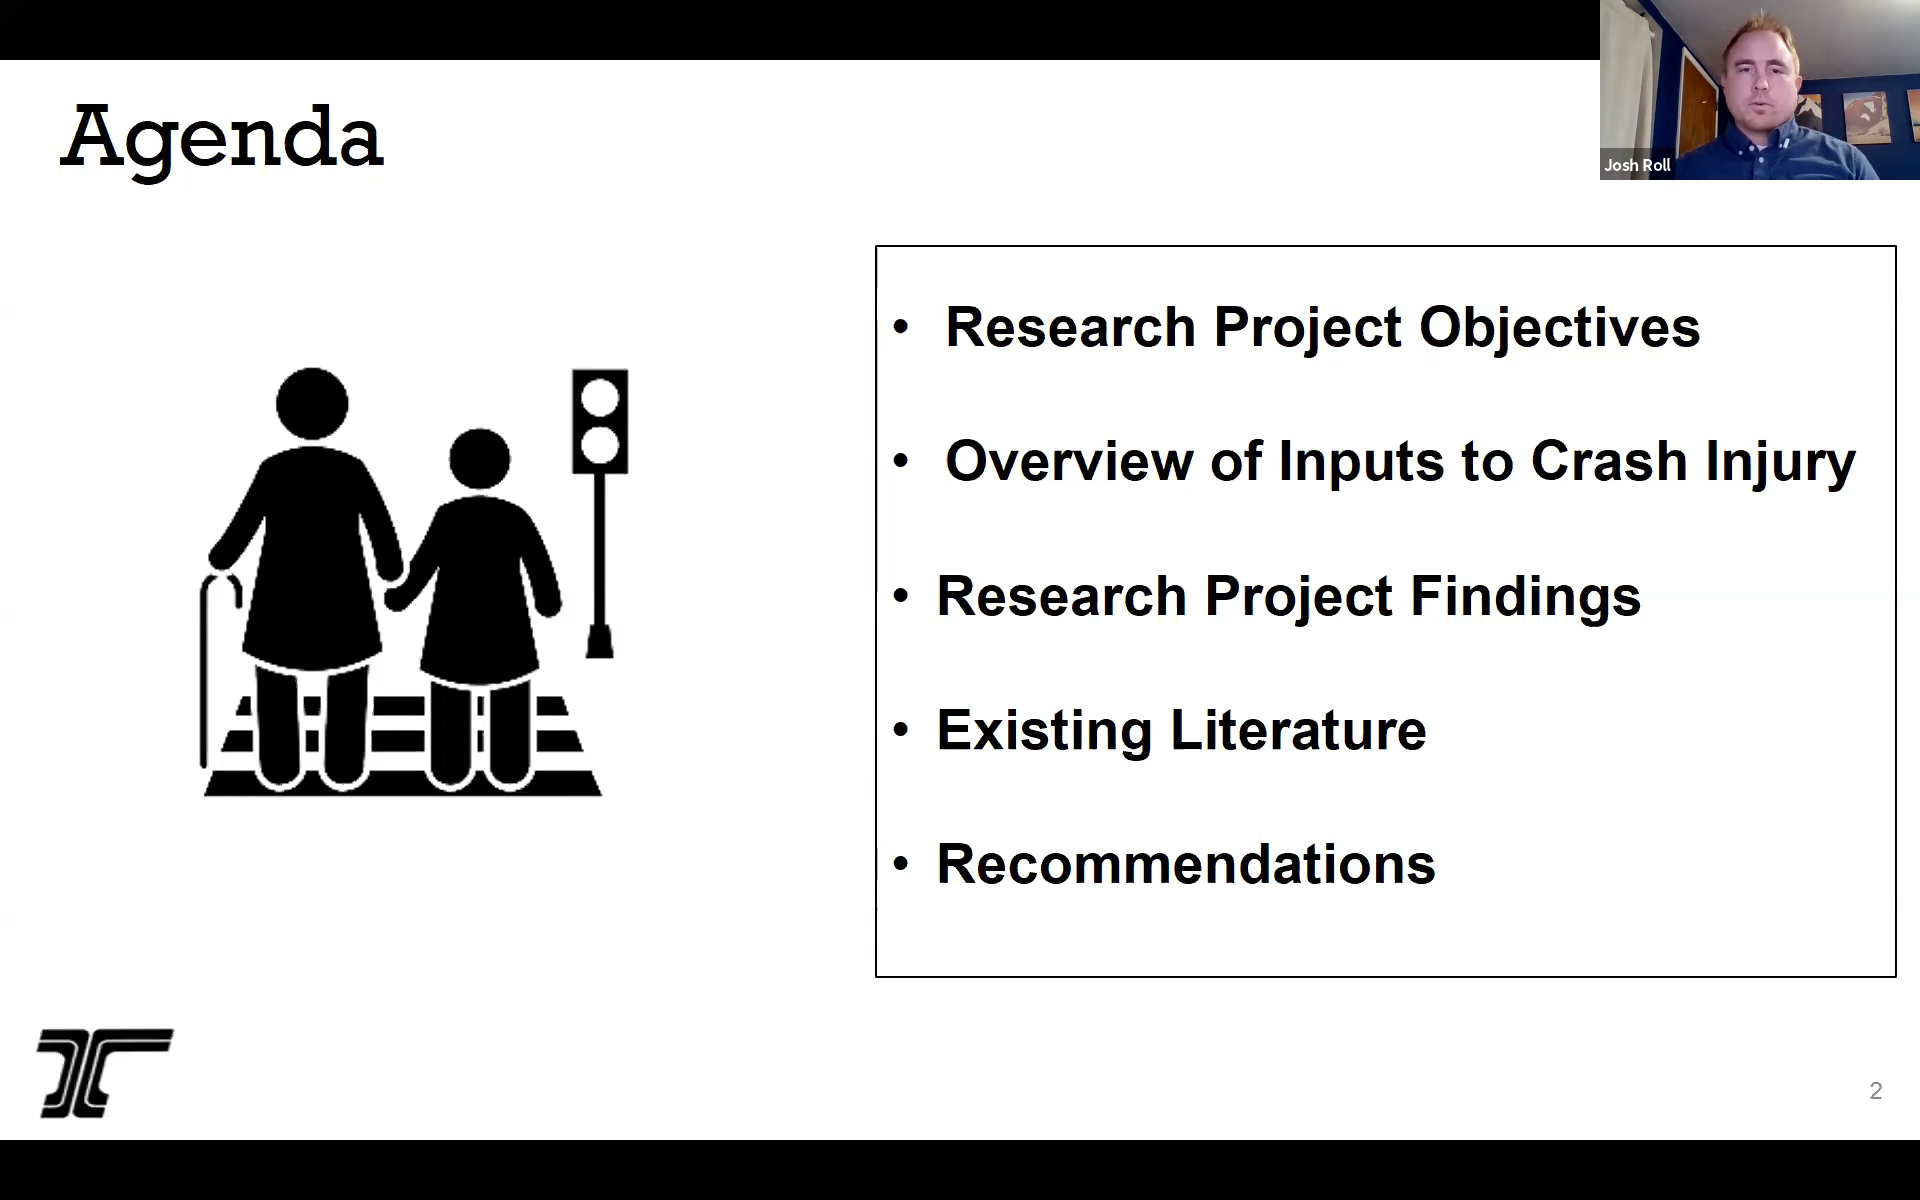 Agenda
Josh Roll
• Research Project Objectives
• Overview of Inputs to Crash Injury
• Research Project Findings
• Existing Literature
• Recommendations
2